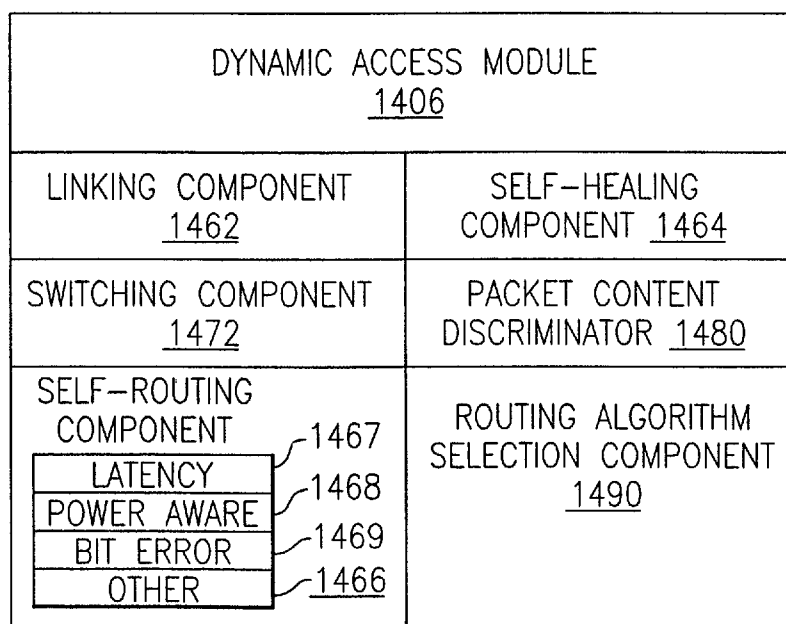 DYNAMIC ACCESS MODULE
1406
LINKING COMPONENT
1462
SELF-HEALING
COMPONENT 1464
SWITCHING COMPONENT
1472
PACKET CONTENT
DISCRIMINATOR 1480
SELF-ROUTING
COMPONENT
1467
LATENCY
1468
POWER AWARE
BIT ERROR
1469
OTHER
1466
ROUTING ALGORITHM
SELECTION COMPONENT
1490